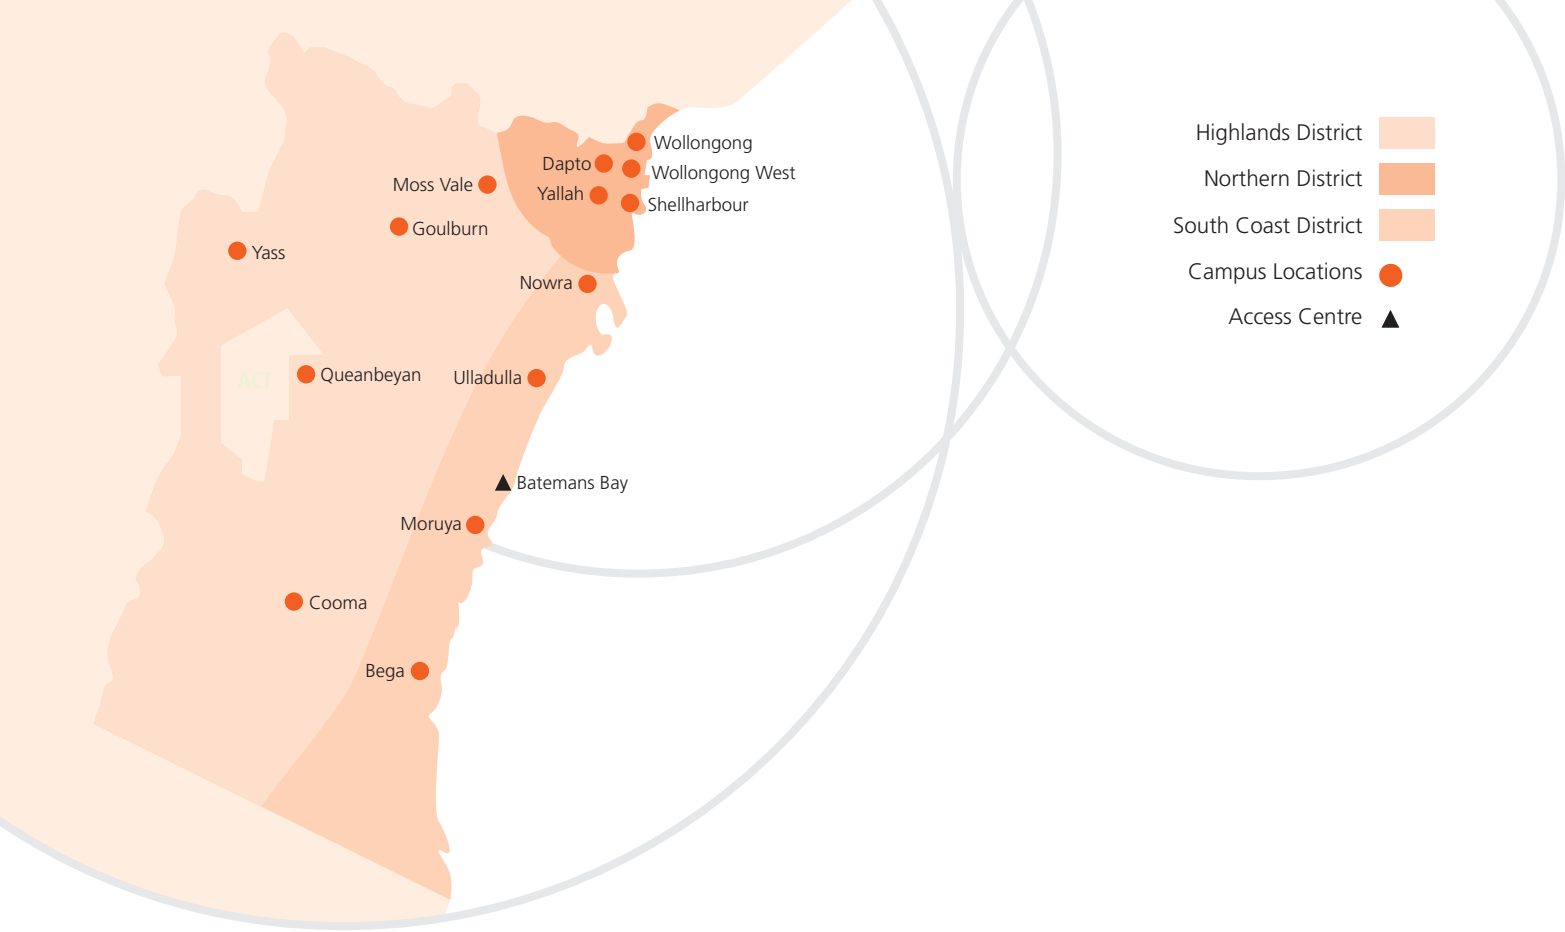 Wollongong
Dapto
Wollongong West
Moss Vale
Yallah
Shellharbour
Goulburn
Yass
Nowra
ACT
Queanbeyan
Ulladulla
Batemans Bay
Moruya
Cooma
Bega
Highlands District
Northern District
South Coast District
Campus Locations
Access Centre